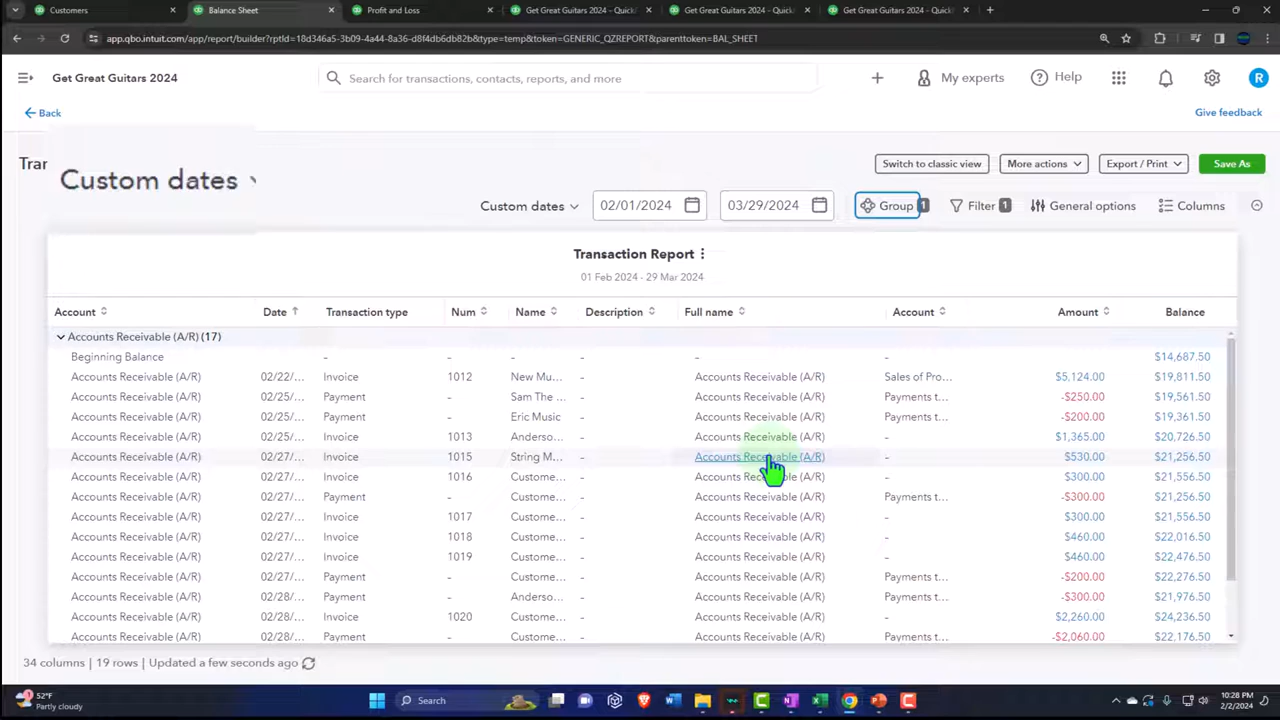 Customers
Balance Sheet
Profit and Loss
Get Great Guitars 2024 - Quick
Get Great Guitars 2024 - Quick
Get Great Guitars 2024 - Quick
app.qbo.intuit.com/app/report/builder?rptId=18d346a5-3b09-4a44-8a36-d8f4db6db82b&type=temp&token=GENERIC_QZREPORT&parenttoken=BAL_SHEET
Get Great Guitars 2024
Search for transactions, contacts, reports, and more
My experts
Help
R
Back
Give feedback
Tran
Custom dates
Switch to classic view
More actions
Export / Print
Save As
Custom dates
02/01/2024
03/29/2024
Group 1
Filter 1
General options
Columns
Transaction Report
01 Feb 2024 - 29 Mar 2024
Account Date Transaction type Num Name Description Full name Account Amount Balance
Accounts Receivable (A/R) (17)
Beginning Balance - - - - - - $14,687.50
Accounts Receivable (A/R) 02/22/... Invoice 1012 New Mu... - Accounts Receivable (A/R) Sales of Pro... $5,124.00 $19,811.50
Accounts Receivable (A/R) 02/25/... Payment - Sam The ... - Accounts Receivable (A/R) Payments t... -$250.00 $19,561.50
Accounts Receivable (A/R) 02/25/... Payment - Eric Music - Accounts Receivable (A/R) Payments t... -$200.00 $19,361.50
Accounts Receivable (A/R) 02/25/... Invoice 1013 Anderso... - Accounts Receivable (A/R) - $1,365.00 $20,726.50
Accounts Receivable (A/R) 02/27/... Invoice 1015 String M... - Accounts Receivable (A/R) - $530.00 $21,256.50
Accounts Receivable (A/R) 02/27/... Invoice 1016 Custome... - Accounts Receivable (A/R) - $300.00 $21,556.50
Accounts Receivable (A/R) 02/27/... Payment - Custome... - Accounts Receivable (A/R) Payments t... -$300.00 $21,256.50
Accounts Receivable (A/R) 02/27/... Invoice 1017 Custome... - Accounts Receivable (A/R) - $300.00 $21,556.50
Accounts Receivable (A/R) 02/27/... Invoice 1018 Custome... - Accounts Receivable (A/R) - $460.00 $22,016.50
Accounts Receivable (A/R) 02/27/... Invoice 1019 Custome... - Accounts Receivable (A/R) - $460.00 $22,476.50
Accounts Receivable (A/R) 02/27/... Payment - Custome... - Accounts Receivable (A/R) Payments t... -$200.00 $22,276.50
Accounts Receivable (A/R) 02/28/... Payment - Anderso... - Accounts Receivable (A/R) Payments t... -$300.00 $21,976.50
Accounts Receivable (A/R) 02/28/... Invoice 1020 Custome... - Accounts Receivable (A/R) - $2,260.00 $24,236.50
Accounts Receivable (A/R) 02/28/... Payment - Custome... - Accounts Receivable (A/R) Payments t... -$2,060.00 $22,176.50
34 columns | 19 rows | Updated a few seconds ago
52°F
Partly cloudy
Search
10:28 PM
2/2/2024